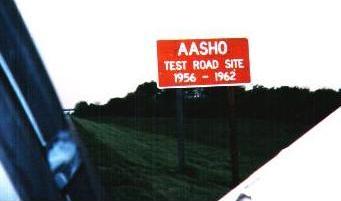 AASHO
TEST ROAD SITE
1956 - 1962